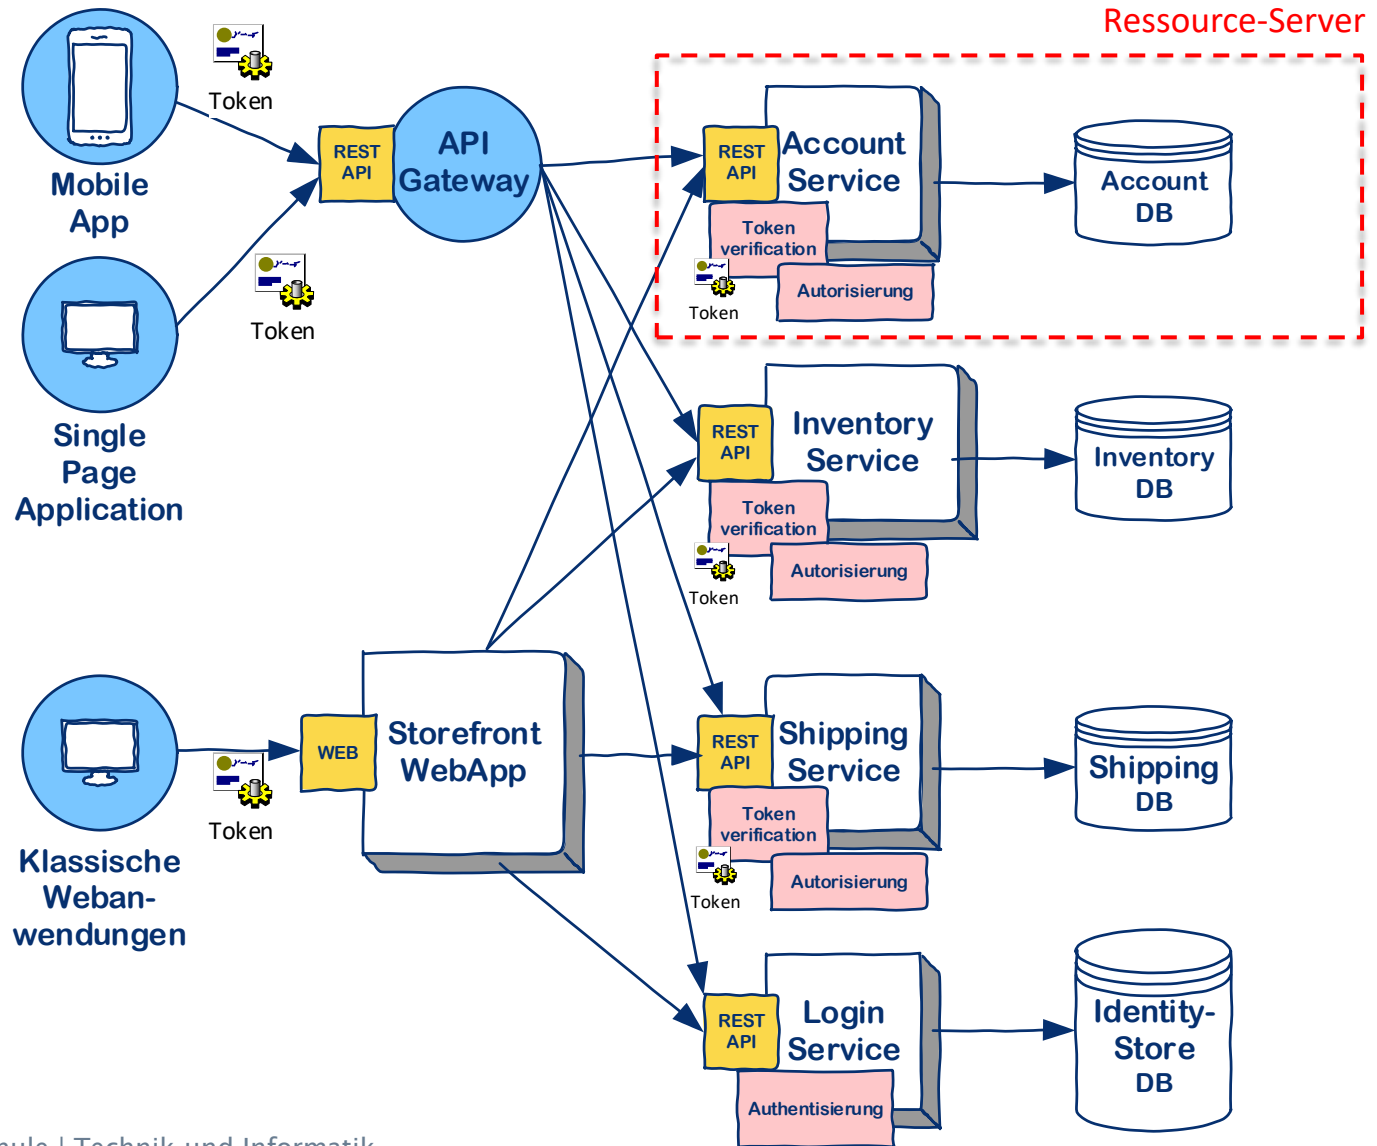 Ressource-Server
Token
Mobile
App
REST
API
API
Gateway
REST
API
Account
Service
Token
verification
Autorisierung
Token
Account
DB
Token
Single
Page
Application
REST
API
Inventory
Service
Token
verification
Autorisierung
Token
Inventory
DB
Klassische
Weban-
wendungen
Token
WEB
Storefront
WebApp
REST
API
Shipping
Service
Token
verification
Autorisierung
Token
Shipping
DB
REST
API
Login
Service
Authentisierung
Identity-
Store
DB
| Technik und Informatik